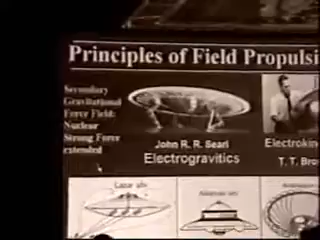 Principles of Field Propulsi
Secondary
Gravitational
Force Field:
Nuclear
Strong Force
extended
John R. R. Searl
Electrogravitics
Electrokin
T. T. Bro